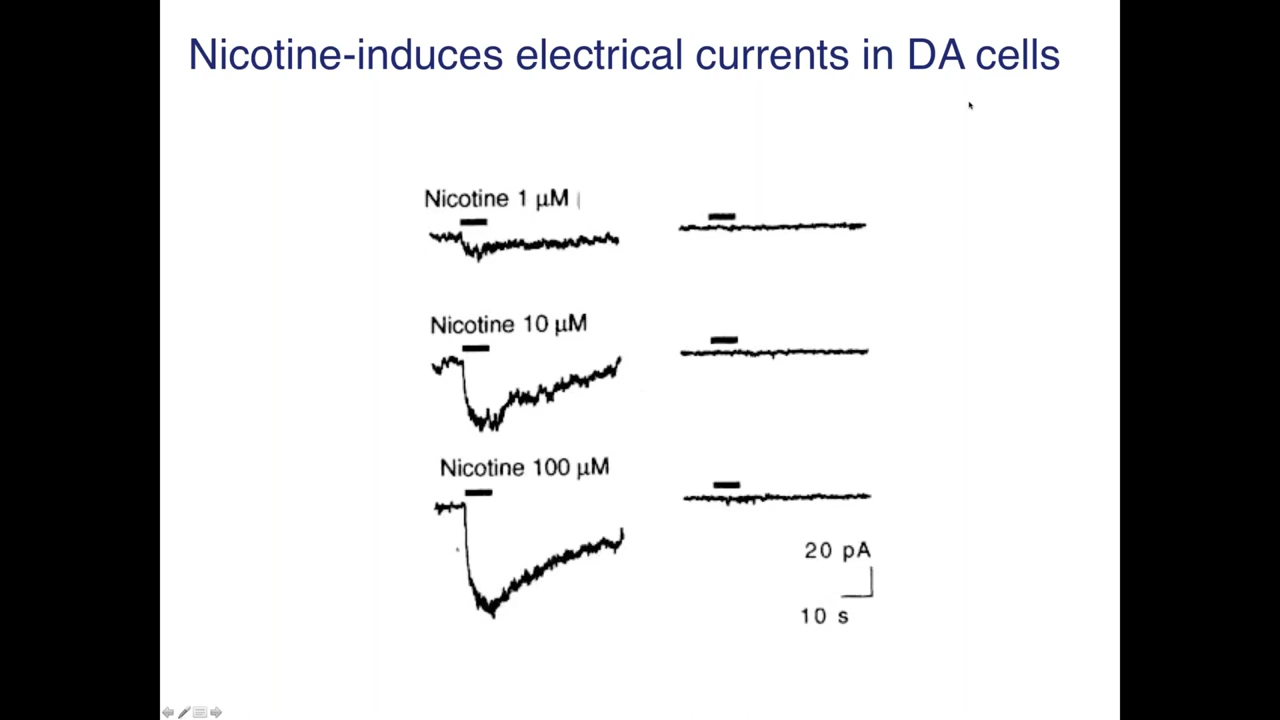 Nicotine-induces electrical currents in DA cells
Nicotine 1 μM
Nicotine 10 μM
Nicotine 100 μM
20 pA
10 s